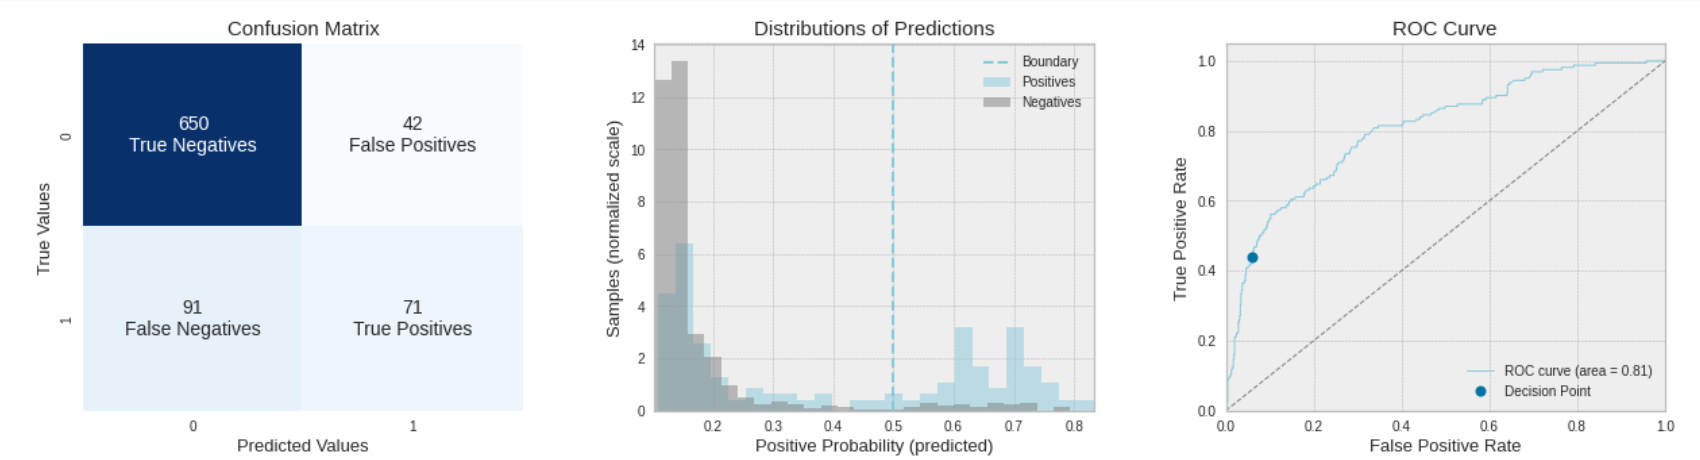 Confusion Matrix
650
True Negatives
42
False Positives
91
False Negatives
71
True Positives
0
1
True Values
0
1
Predicted Values
Distributions of Predictions
Boundary
Positives
Negatives
14
12
10
8
6
4
2
0
Samples (normalized scale)
0.2
0.3
0.4
0.5
0.6
0.7
0.8
Positive Probability (predicted)
ROC Curve
1.0
0.8
0.6
0.4
0.2
0.0
True Positive Rate
ROC curve (area = 0.81)
Decision Point
0.0
0.2
0.4
0.6
0.8
1.0
False Positive Rate